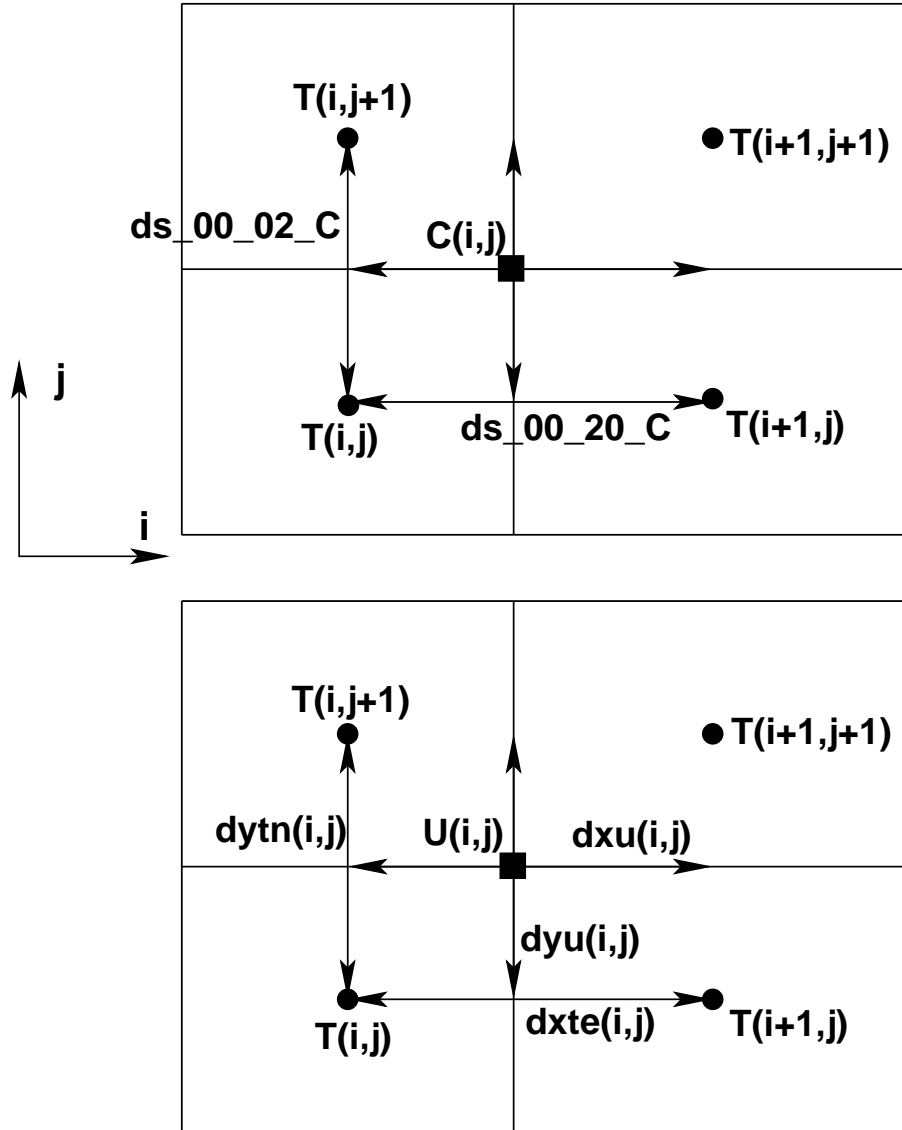 T(i,j+1)
T(i+1,j+1)
ds_00_02_C
C(i,j)
j
T(i,j)
ds_00_20_C
T(i+1,j)
i
T(i,j+1)
T(i+1,j+1)
dytn(i,j)
U(i,j)
dxu(i,j)
dyu(i,j)
T(i,j)
dxte(i,j)
T(i+1,j)